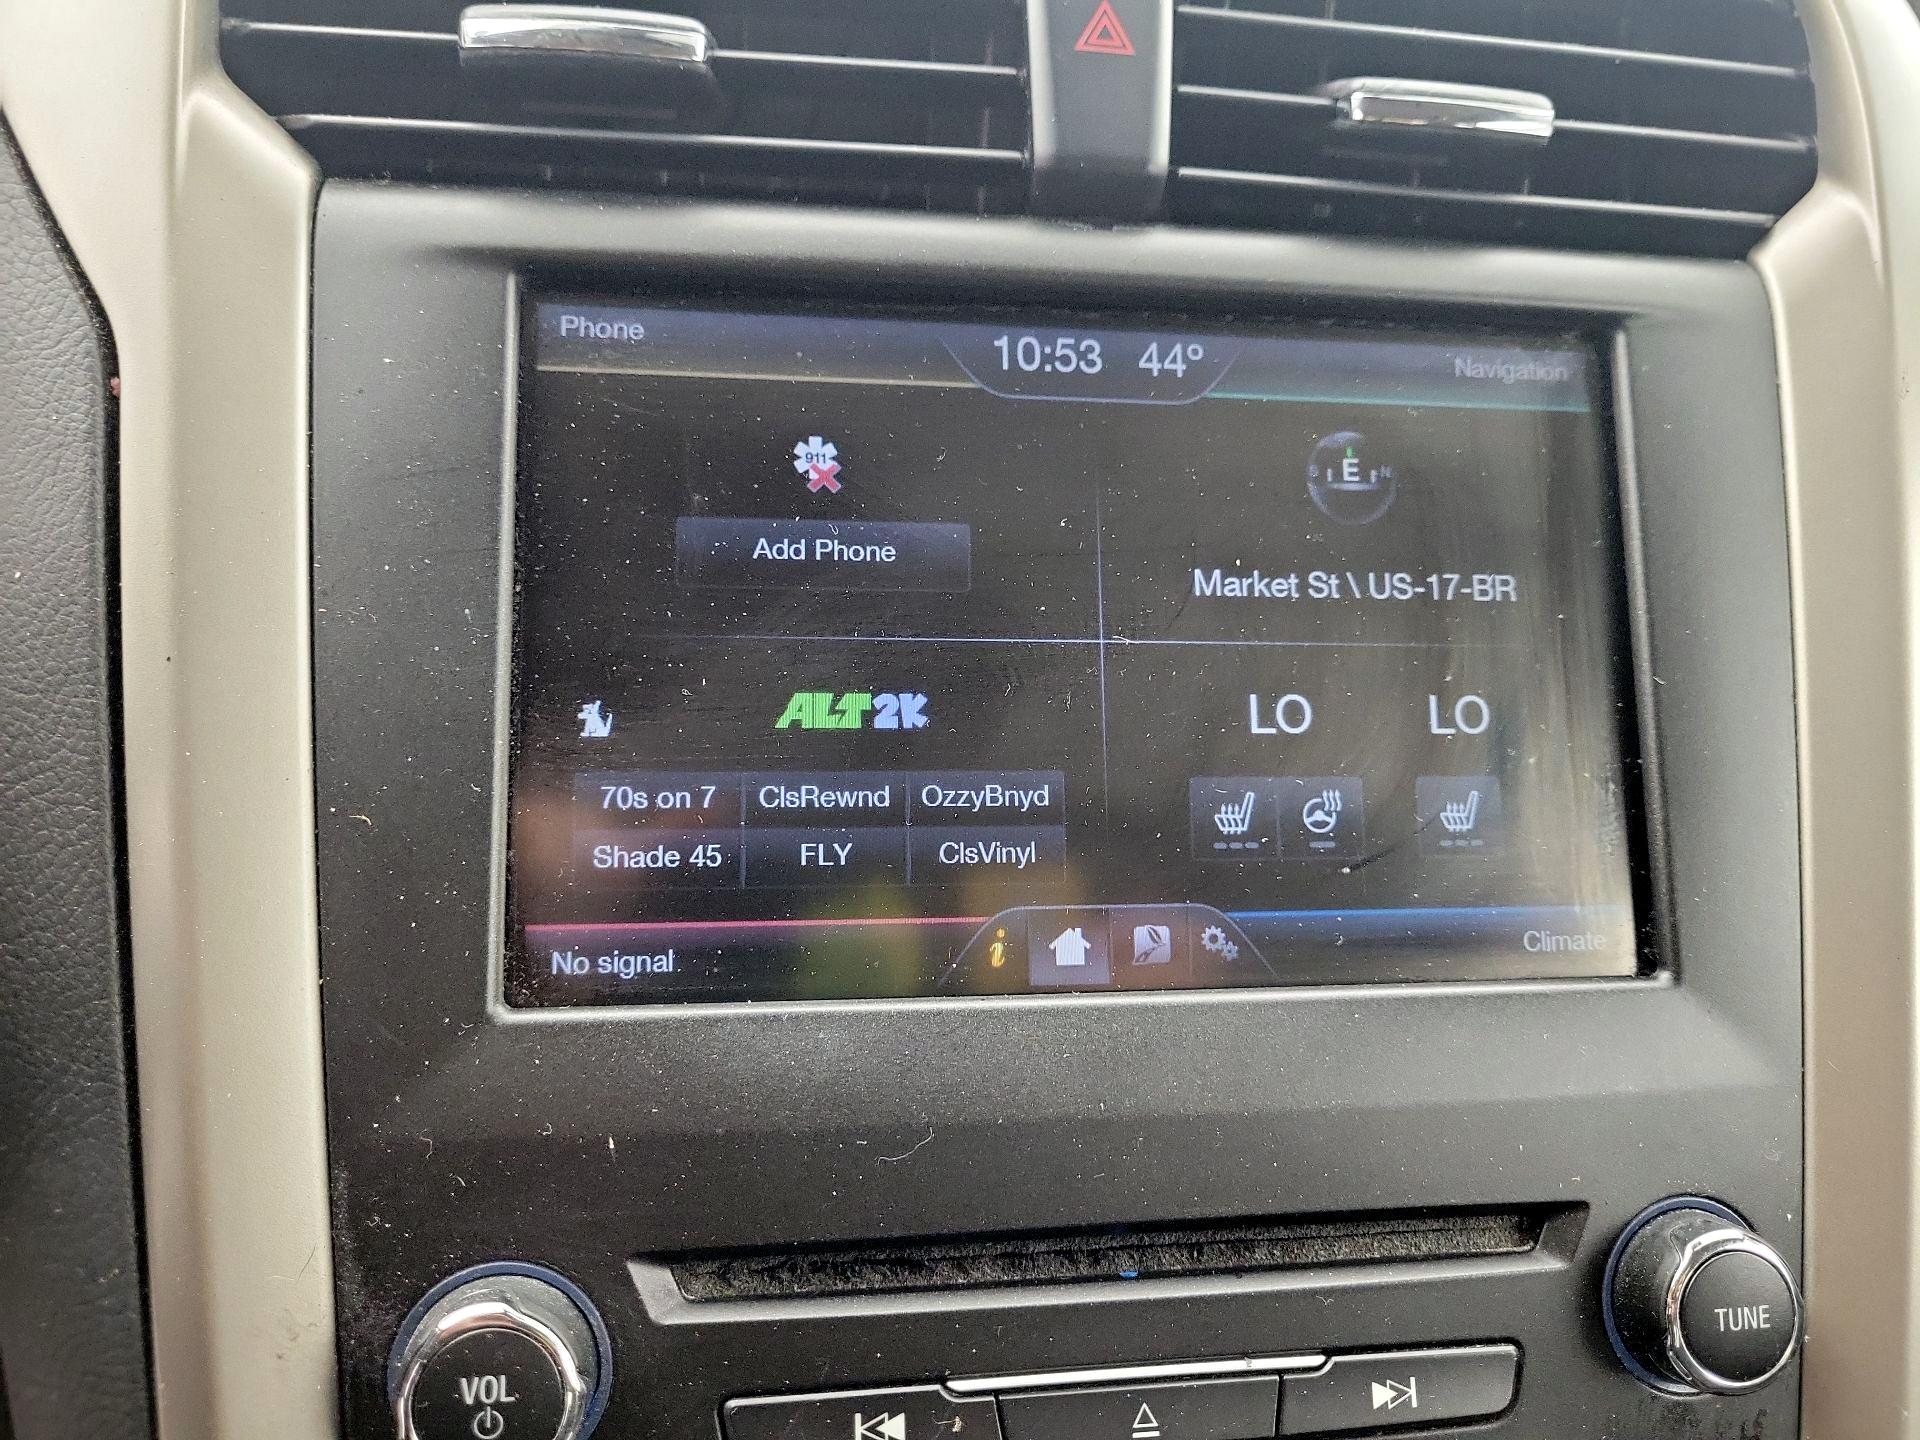 Phone
10:53 44°
Navigation
911
S E N
Add Phone
Market St \ US-17-BR
ALT2K
LO LO
70s on 7 ClsRewnd OzzyBnyd
Shade 45 FLY ClsVinyl
No signal
i
Climate
VOL
TUNE